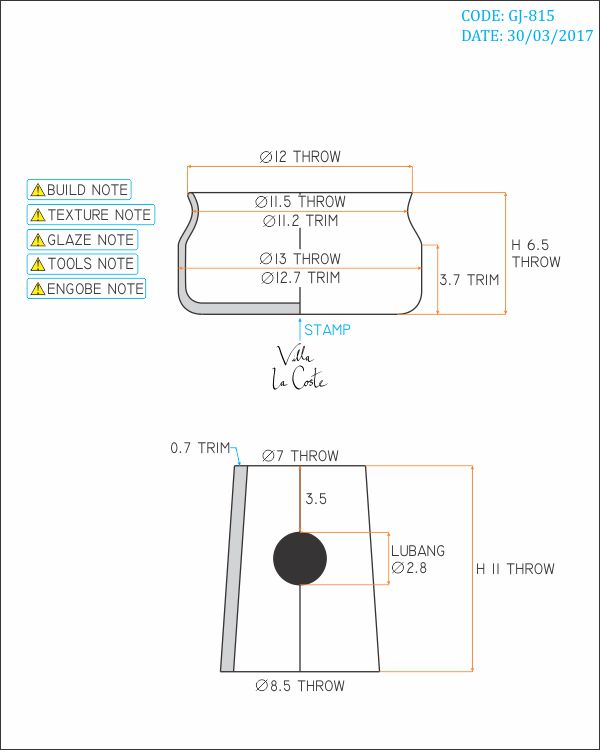 CODE: GJ-815
DATE: 30/03/2017
Ø12 THROW
BUILD NOTE
TEXTURE NOTE
GLAZE NOTE
TOOLS NOTE
ENGOBE NOTE
Ø11.5 THROW
Ø11.2 TRIM
Ø13 THROW
Ø12.7 TRIM
H 6.5
THROW
3.7 TRIM
STAMP
Villa
La Coste
0.7 TRIM
Ø7 THROW
3.5
LUBANG
Ø2.8
H 11 THROW
Ø8.5 THROW